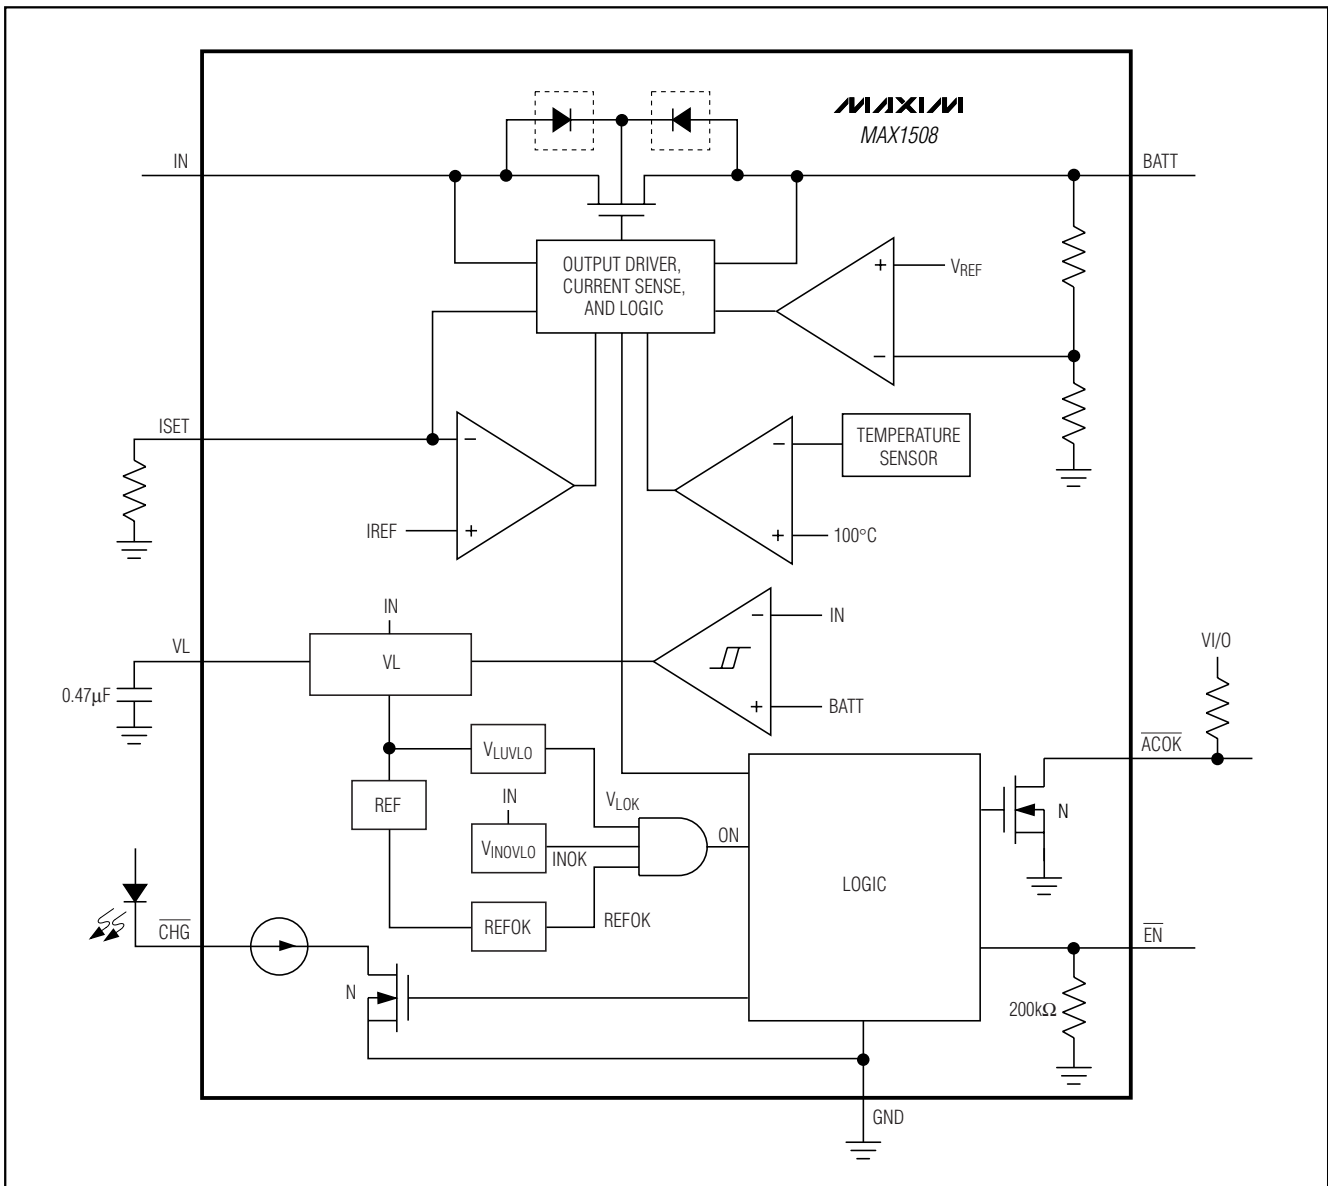 MAXIM
MAX1508
IN
BATT
OUTPUT DRIVER,
CURRENT SENSE,
AND LOGIC
+
VREF
−
ISET
−
IREF
+
−
TEMPERATURE
SENSOR
+
100°C
IN
VL
VL
0.47µF
−
IN
+
BATT
VI/O
ACOK
VLUVLO
REF
VLOK
IN
VINOVLO
INOK
ON
LOGIC
N
REFOK
REFOK
CHG
EN
N
200kΩ
GND